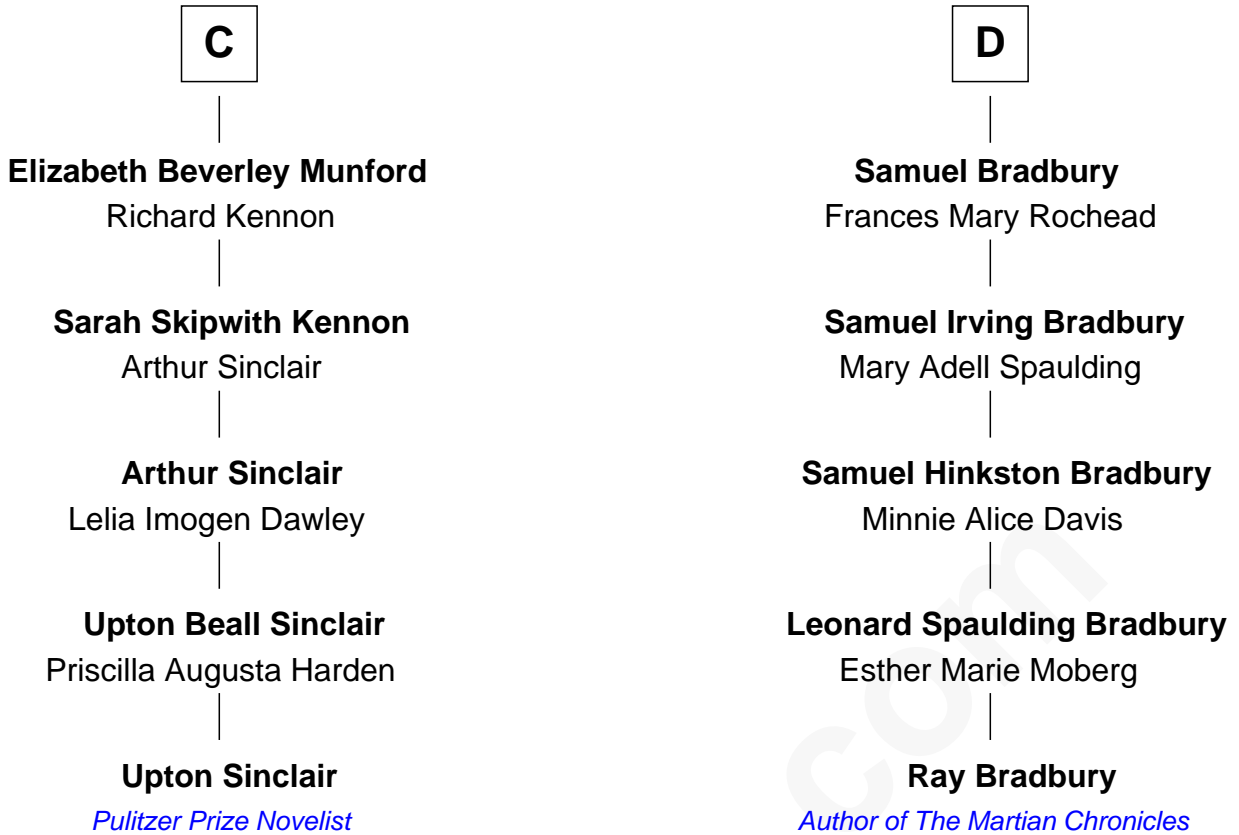 C
Elizabeth Beverley Munford
Richard Kennon
Sarah Skipwith Kennon
Arthur Sinclair
Arthur Sinclair
Lelia Imogen Dawley
Upton Beall Sinclair
Priscilla Augusta Harden
Upton Sinclair
Pulitzer Prize Novelist
D
Samuel Bradbury
Frances Mary Rochead
Samuel Irving Bradbury
Mary Adell Spaulding
Samuel Hinkston Bradbury
Minnie Alice Davis
Leonard Spaulding Bradbury
Esther Marie Moberg
Ray Bradbury
Author of The Martian Chronicles
com